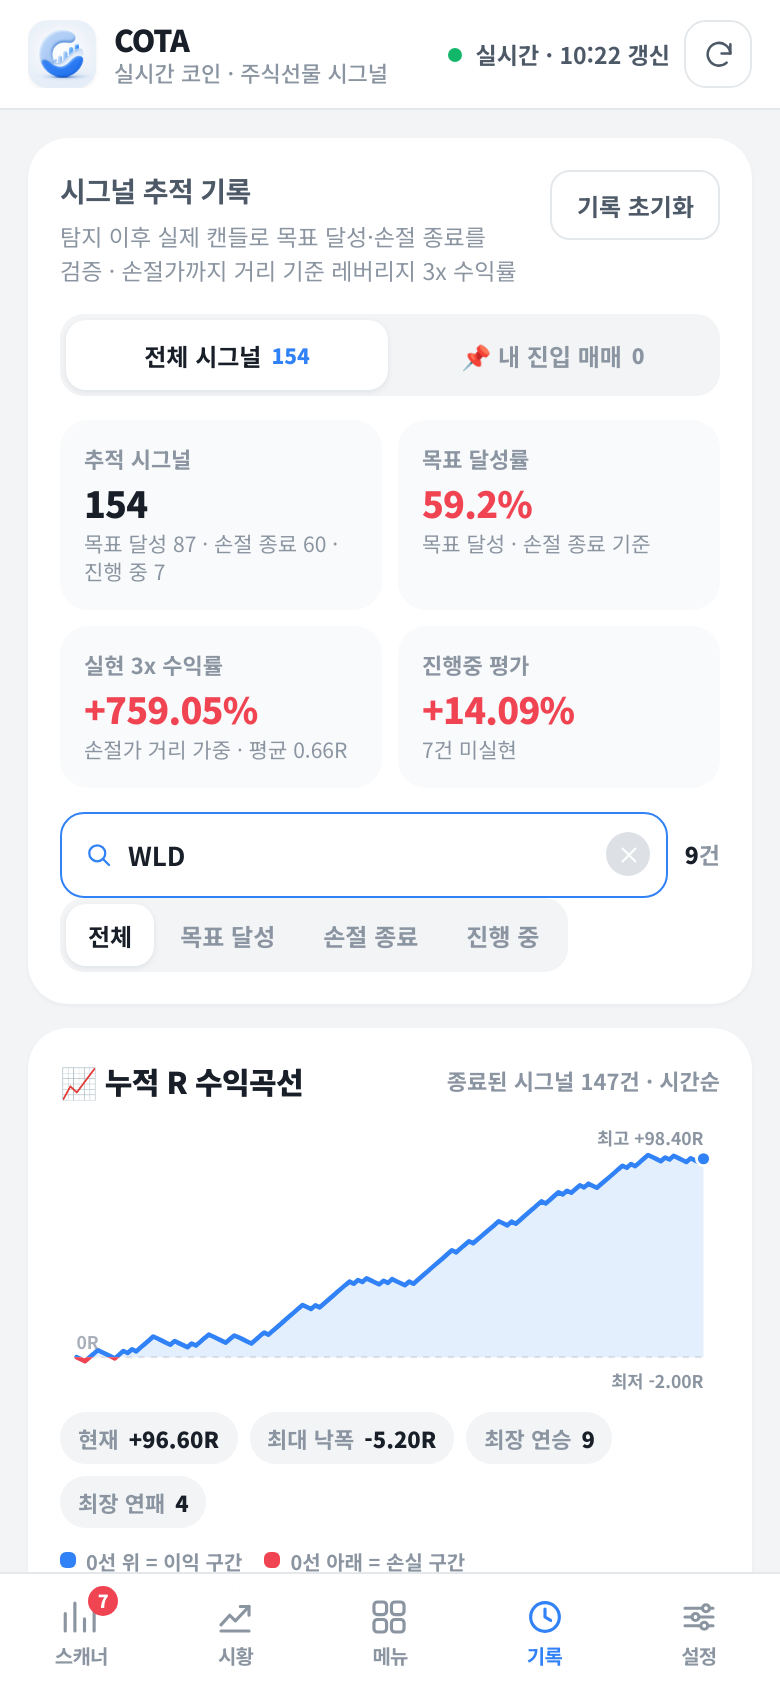 COTA
실시간 코인 · 주식선물 시그널
실시간 · 10:22 갱신
시그널 추적 기록
기록 초기화
탐지 이후 실제 캔들로 목표 달성·손절 종료를
검증 · 손절가까지 거리 기준 레버리지 3x 수익률
전체 시그널 154
📌 내 진입 매매 0
추적 시그널
154
목표 달성 87 · 손절 종료 60 ·
진행 중 7
목표 달성률
59.2%
목표 달성 · 손절 종료 기준
실현 3x 수익률
+759.05%
손절가 거리 가중 · 평균 0.66R
진행중 평가
+14.09%
7건 미실현
WLD
9건
전체
목표 달성
손절 종료
진행 중
📈 누적 R 수익곡선
종료된 시그널 147건 · 시간순
최고 +98.40R
0R
최저 -2.00R
현재 +96.60R
최대 낙폭 -5.20R
최장 연승 9
최장 연패 4
0선 위 = 이익 구간
0선 아래 = 손실 구간
7
스캐너
시황
메뉴
기록
설정